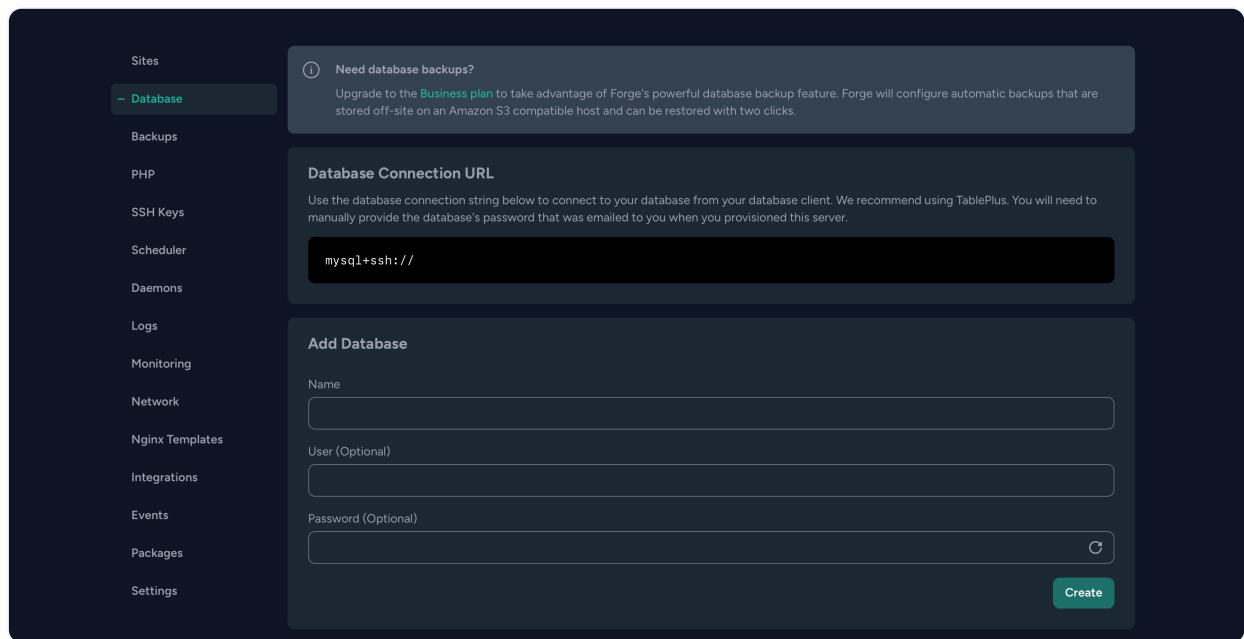 Sites
– Database
Backups
PHP
SSH Keys
Scheduler
Daemons
Logs
Monitoring
Network
Nginx Templates
Integrations
Events
Packages
Settings
Need database backups?
Upgrade to the Business plan to take advantage of Forge's powerful database backup feature. Forge will configure automatic backups that are
stored off-site on an Amazon S3 compatible host and can be restored with two clicks.
Database Connection URL
Use the database connection string below to connect to your database from your database client. We recommend using TablePlus. You will need to
manually provide the database's password that was emailed to you when you provisioned this server.
mysql+ssh://
Add Database
Name
User (Optional)
Password (Optional)
Create